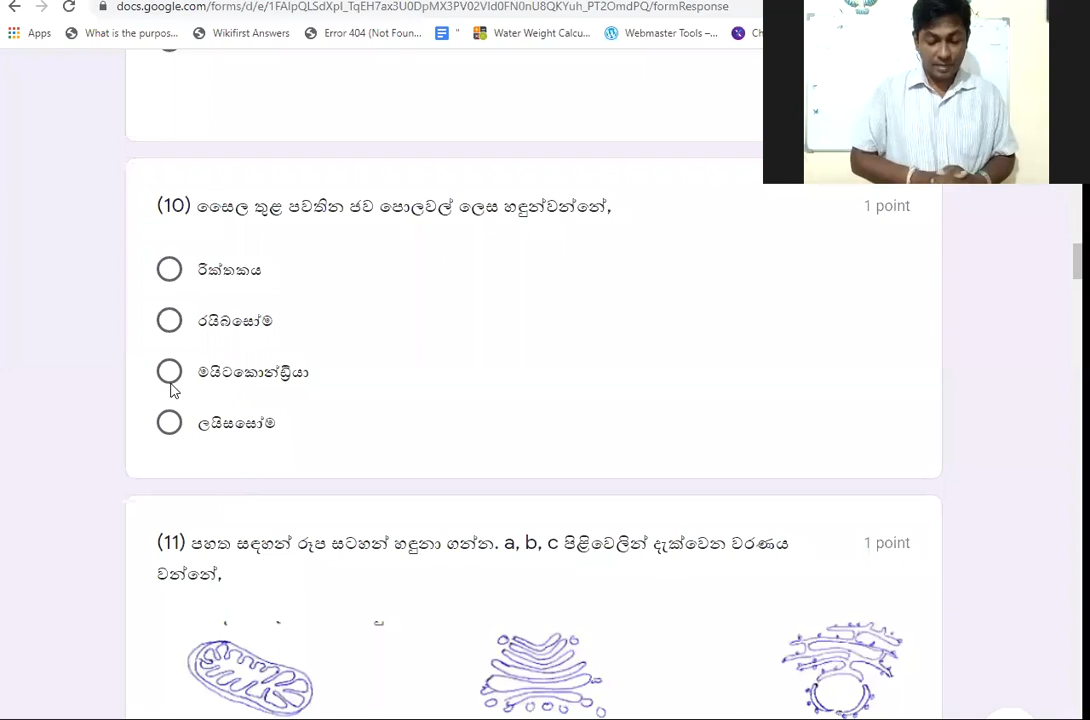 docs.google.com/forms/d/e/1FAIpQLSdXpI_TqEH7ax3U0DpMX3PV02VId0FN0nU8QKYuh_PT2OmdPQ/formResponse
Apps What is the purpos... Wikifirst Answers Error 404 (Not Foun... " Water Weight Calcu... Webmaster Tools –... Ch
(10) සෛල තුළ පවතින ජව පොලවල් ලෙස හඳුන්වන්නේ, 1 point
රික්තකය
රයිබසෝම
මයිටකොන්ඩ්‍රියා
ලයිසසෝම
(11) පහත සඳහන් රූප සටහන් හඳුනා ගන්න. a, b, c පිළිවෙලින් දැක්වෙන වරණය 1 point
වන්නේ,